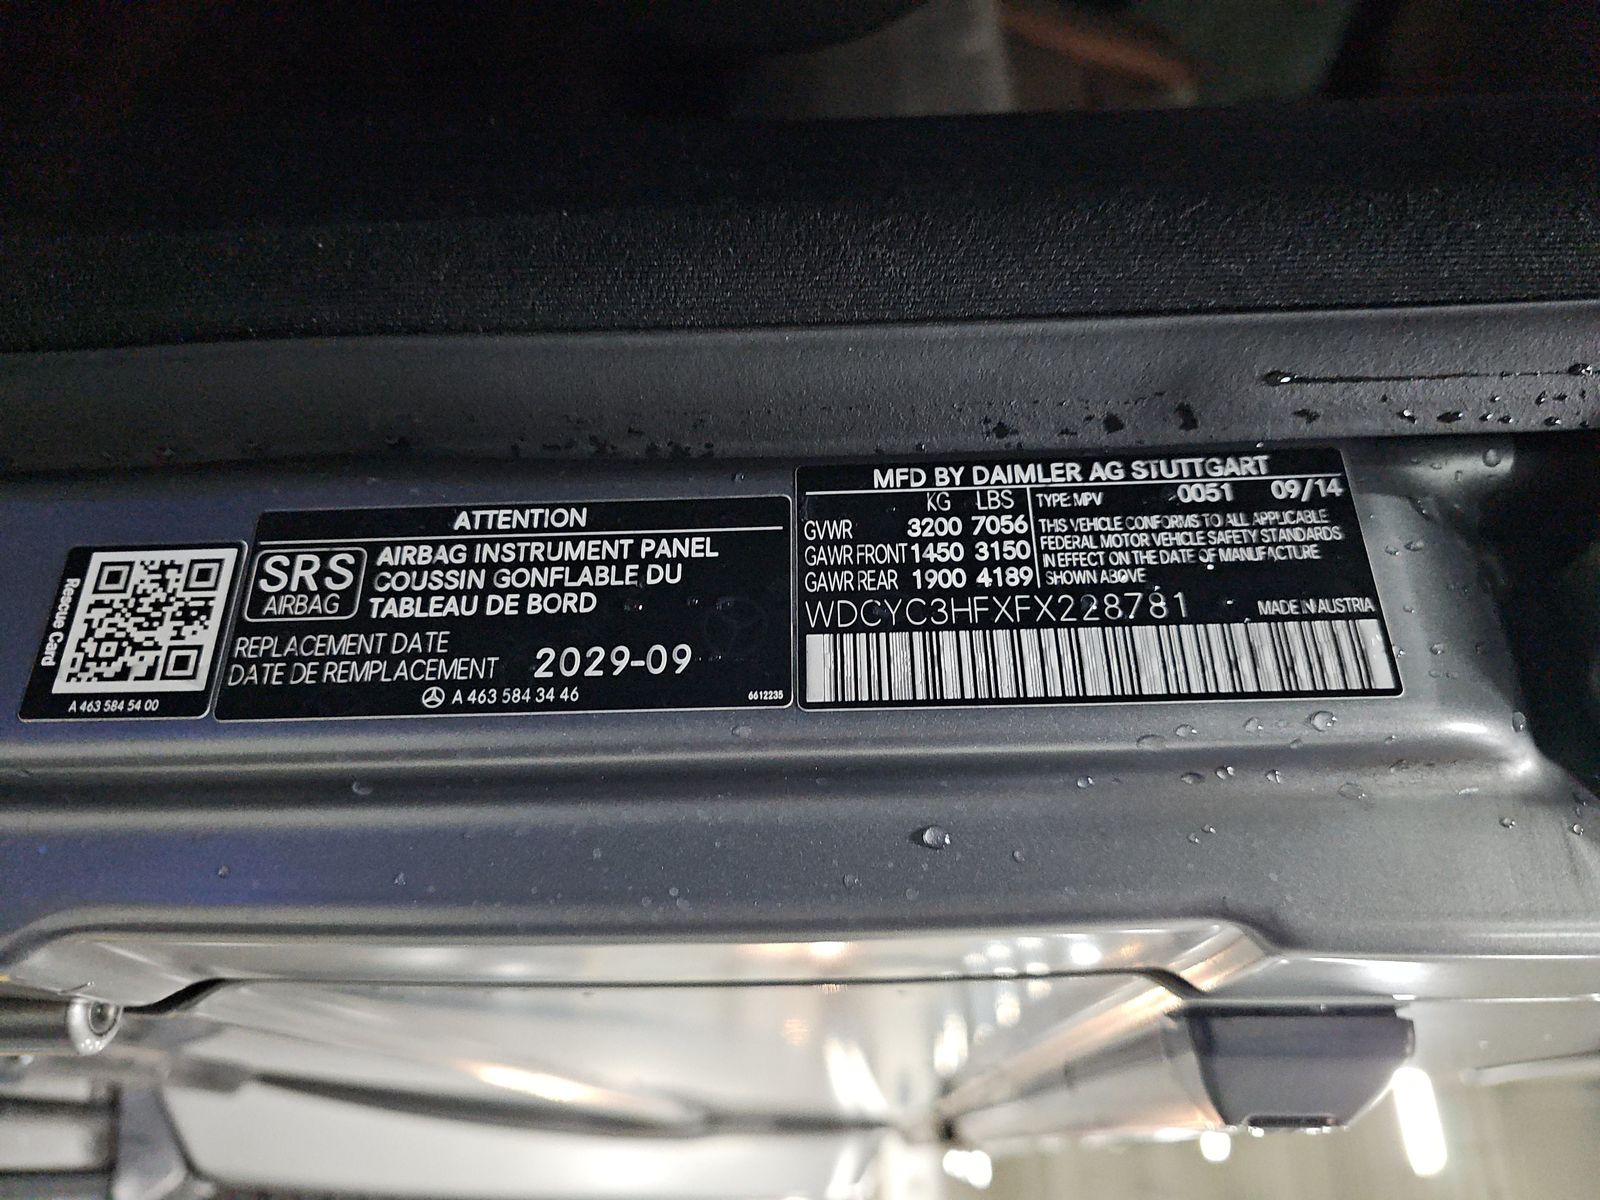 Rescue Card
A 463 584 54 00
ATTENTION
SRS
AIRBAG
AIRBAG INSTRUMENT PANEL
COUSSIN GONFLABLE DU
TABLEAU DE BORD
REPLACEMENT DATE
DATE DE REMPLACEMENT 2029-09
A 463 584 34 46
6612235
MFD BY DAIMLER AG STUTTGART
KG LBS
GVWR 3200 7056
GAWR FRONT 1450 3150
GAWR REAR 1900 4189
TYPE: MPV 0051 09/14
THIS VEHICLE CONFORMS TO ALL APPLICABLE
FEDERAL MOTOR VEHICLE SAFETY STANDARDS
IN EFFECT ON THE DATE OF MANUFACTURE
SHOWN ABOVE
WDCYC3HFXFX228781 MADE IN AUSTRIA